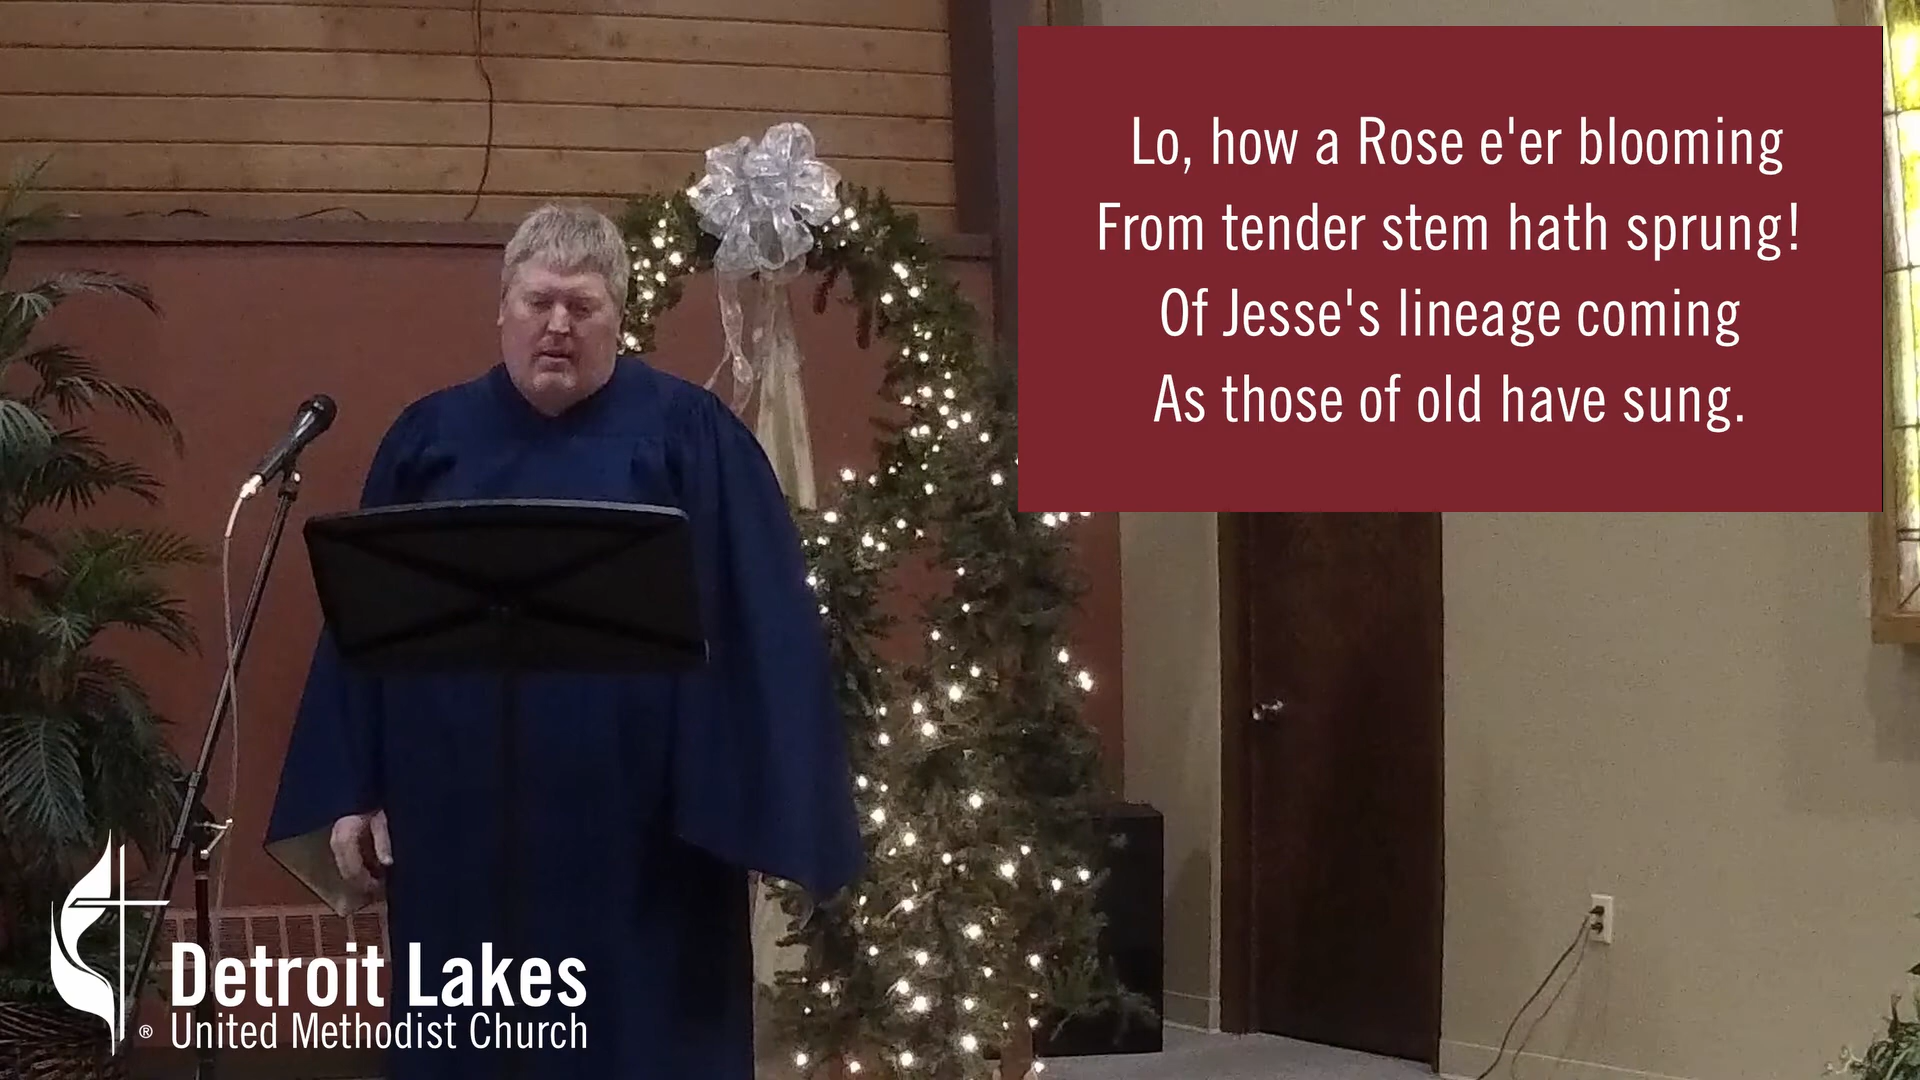 Lo, how a Rose e'er blooming
From tender stem hath sprung!
Of Jesse's lineage coming
As those of old have sung.
Detroit Lakes
® United Methodist Church